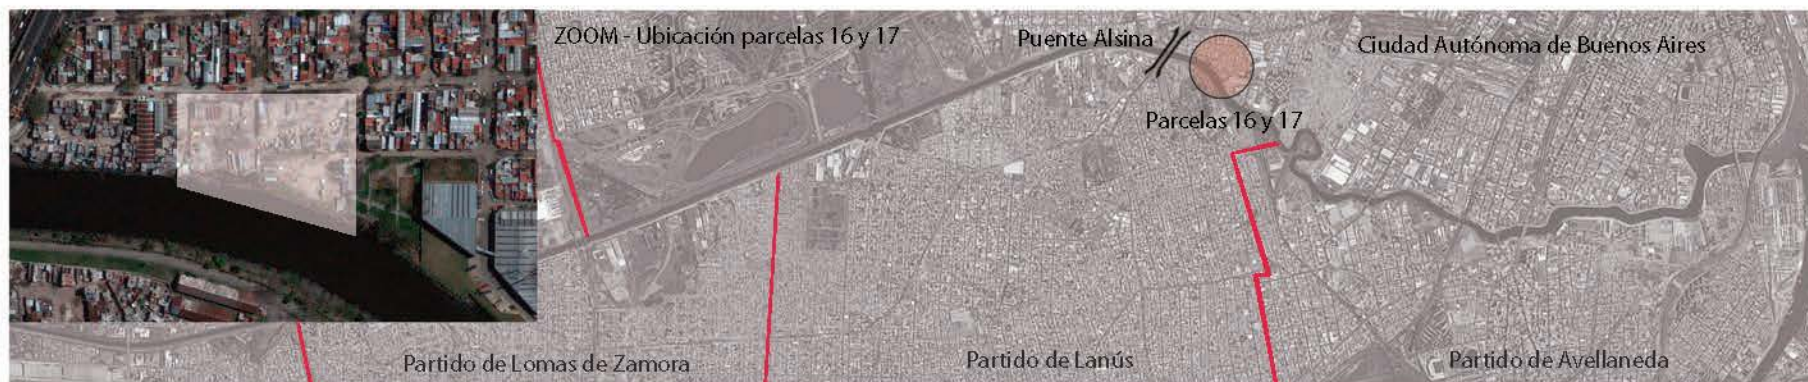 ZOOM - Ubicación parcelas 16 y 17
Puente Alsina
Ciudad Autónoma de Buenos Aires
Parcelas 16 y 17
Partido de Lomas de Zamora
Partido de Lanús
Partido de Avellaneda